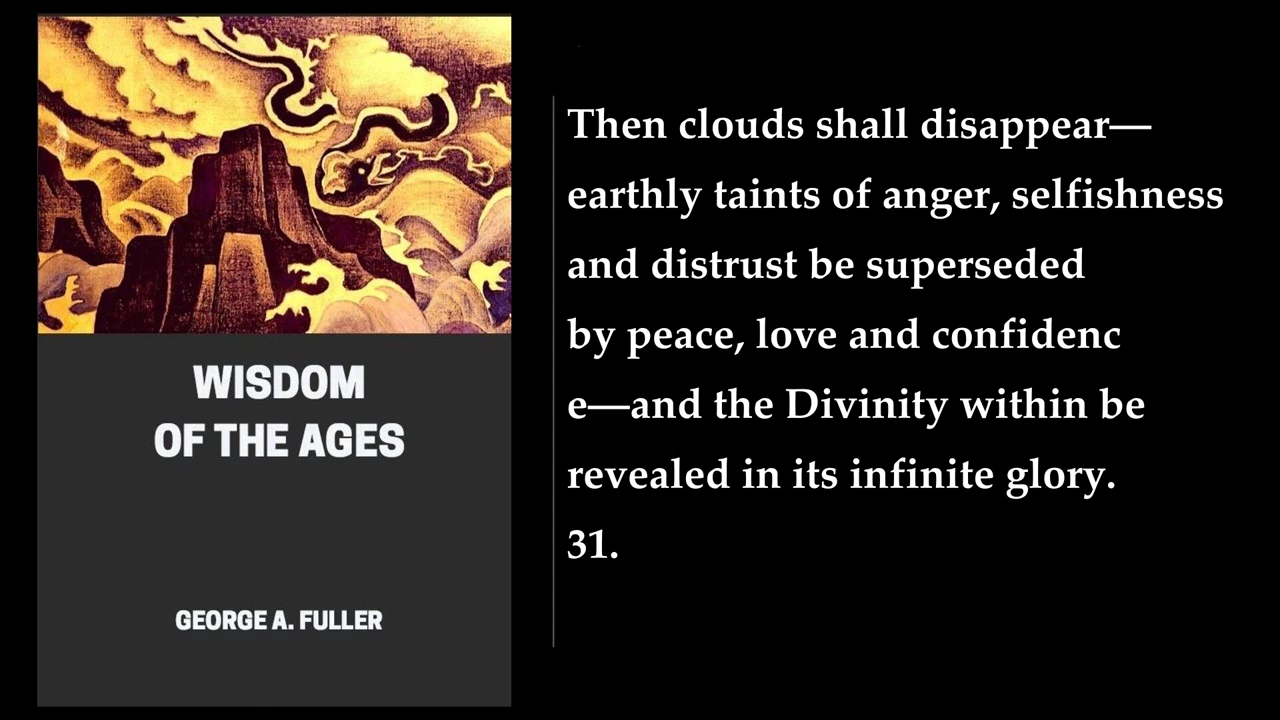 WISDOM
OF THE AGES
GEORGE A. FULLER
Then clouds shall disappear—
earthly taints of anger, selfishness
and distrust be superseded
by peace, love and confidenc
e—and the Divinity within be
revealed in its infinite glory.
31.